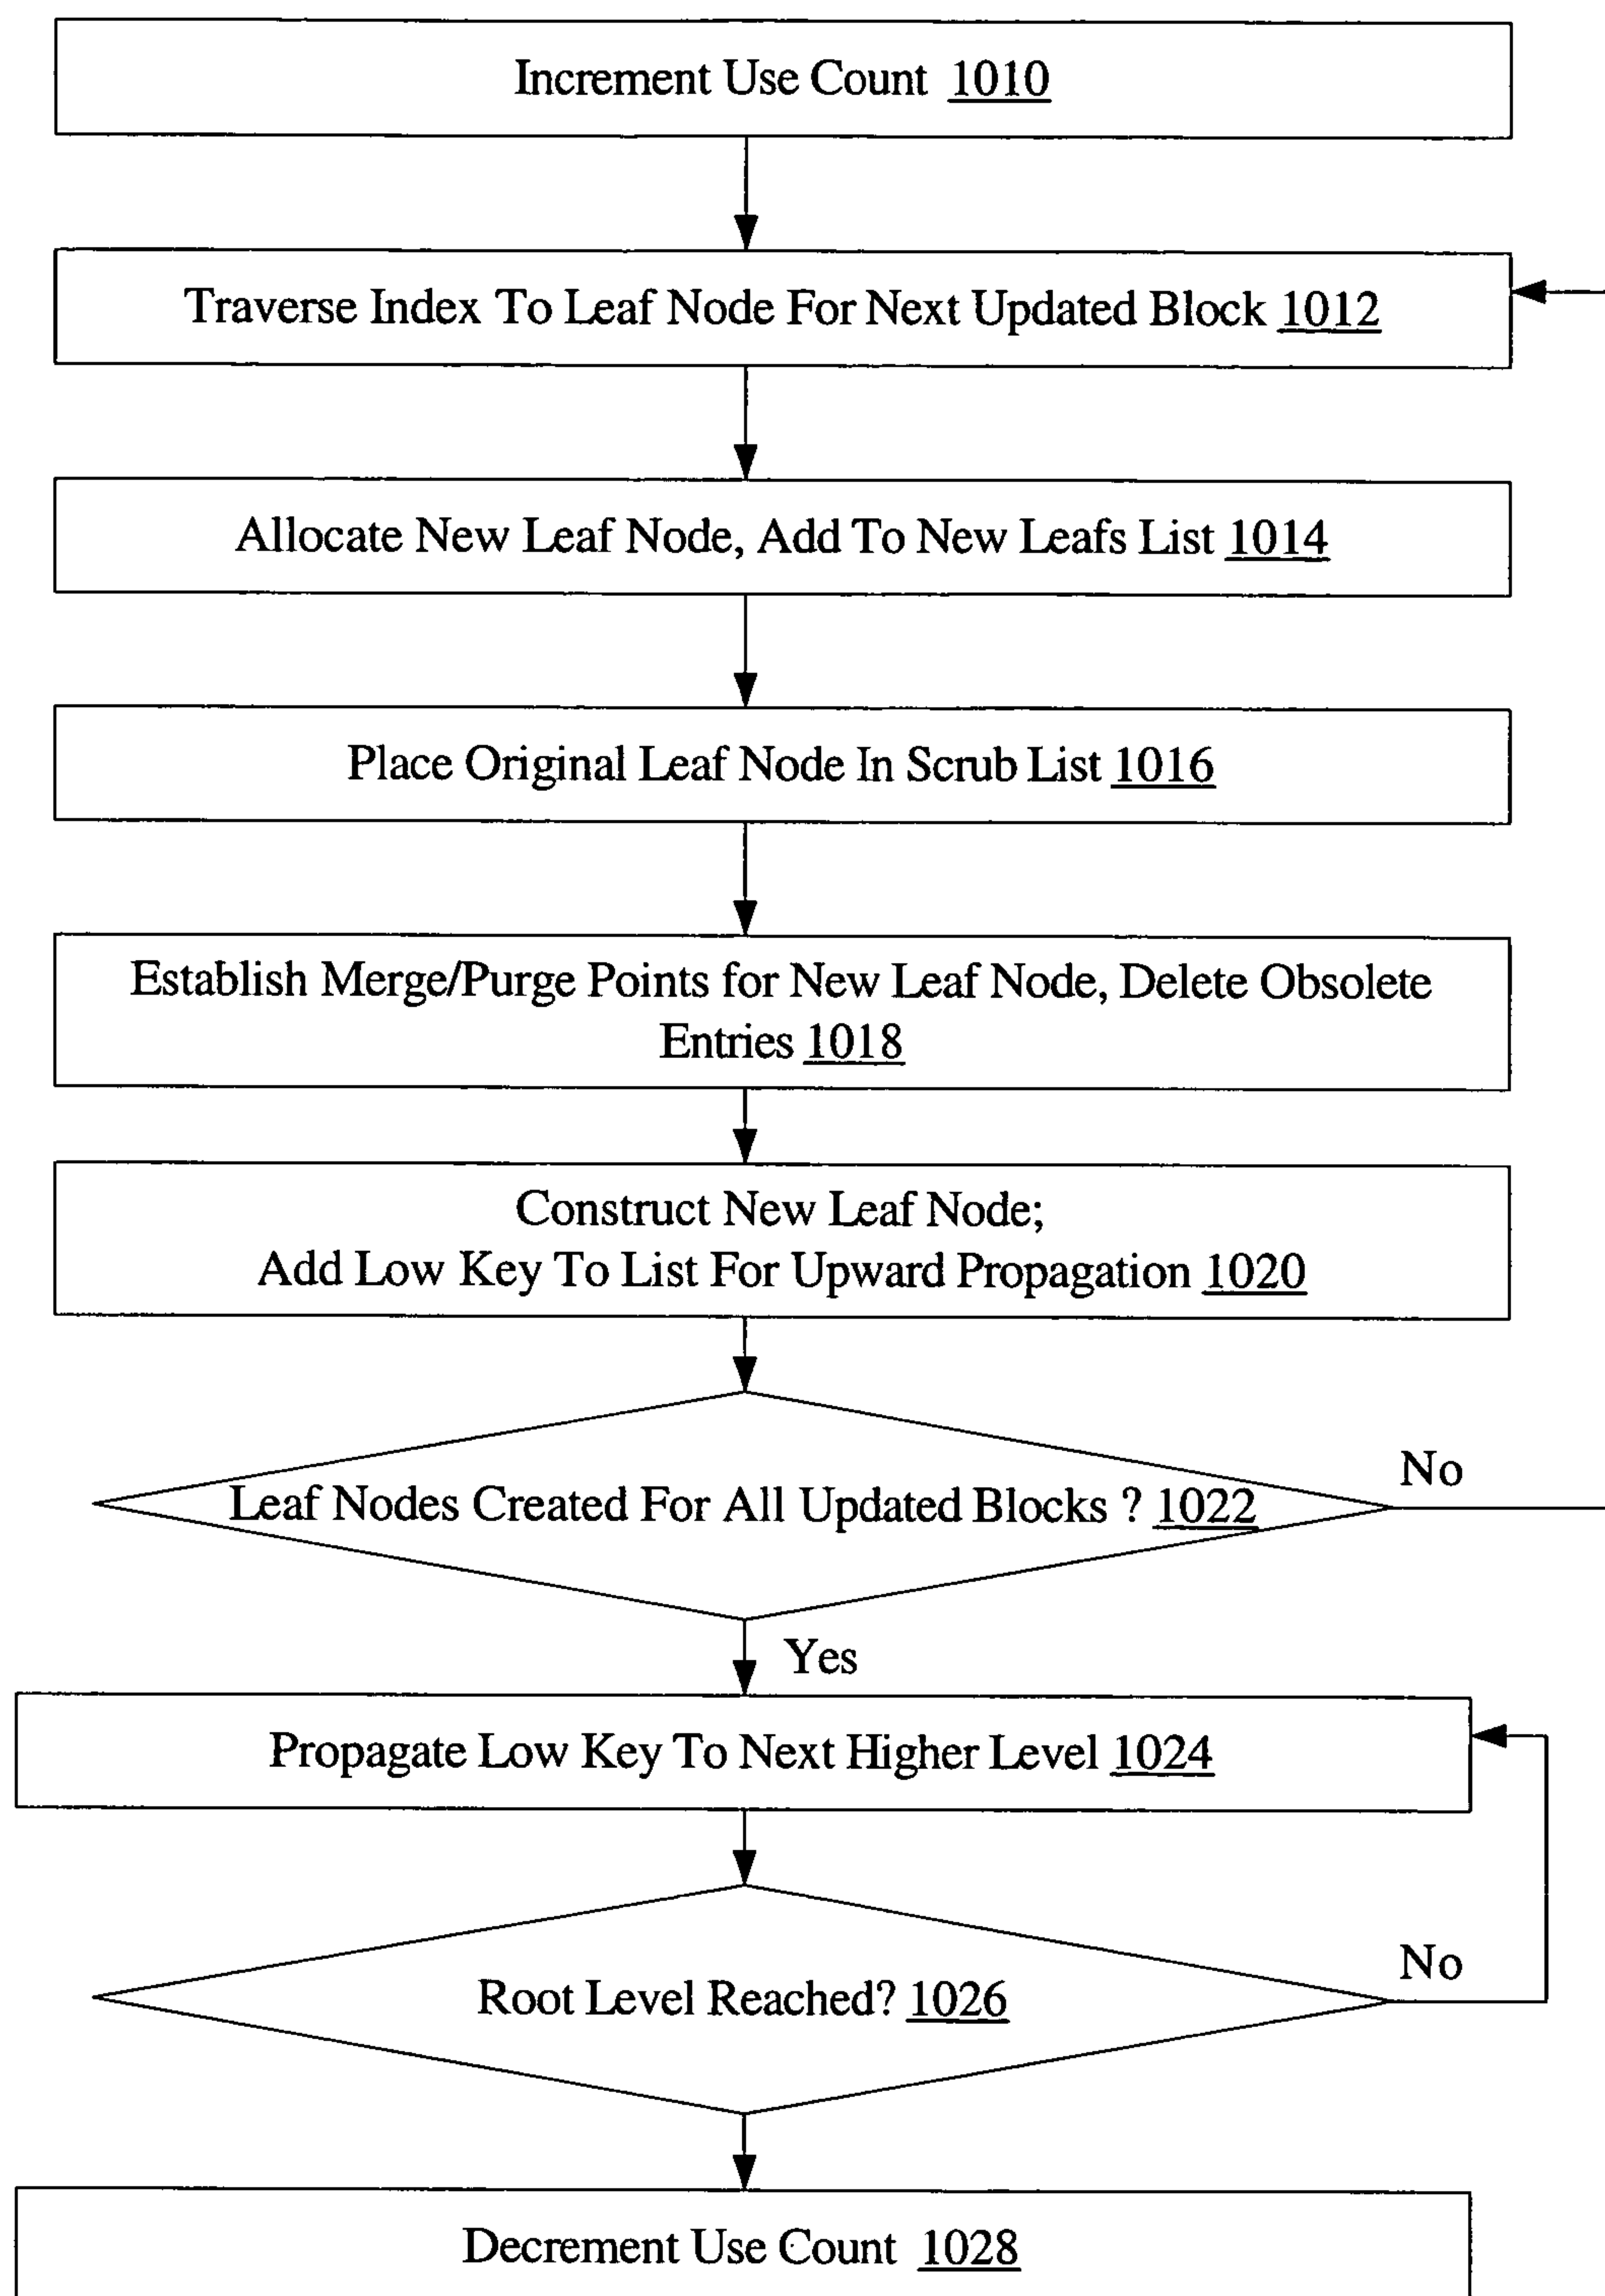 Increment Use Count 1010
Traverse Index To Leaf Node For Next Updated Block 1012
Allocate New Leaf Node, Add To New Leafs List 1014
Place Original Leaf Node In Scrub List 1016
Establish Merge/Purge Points for New Leaf Node, Delete Obsolete
Entries 1018
Construct New Leaf Node;
Add Low Key To List For Upward Propagation 1020
Leaf Nodes Created For All Updated Blocks ? 1022
No
Yes
Propagate Low Key To Next Higher Level 1024
Root Level Reached? 1026
No
Decrement Use Count 1028